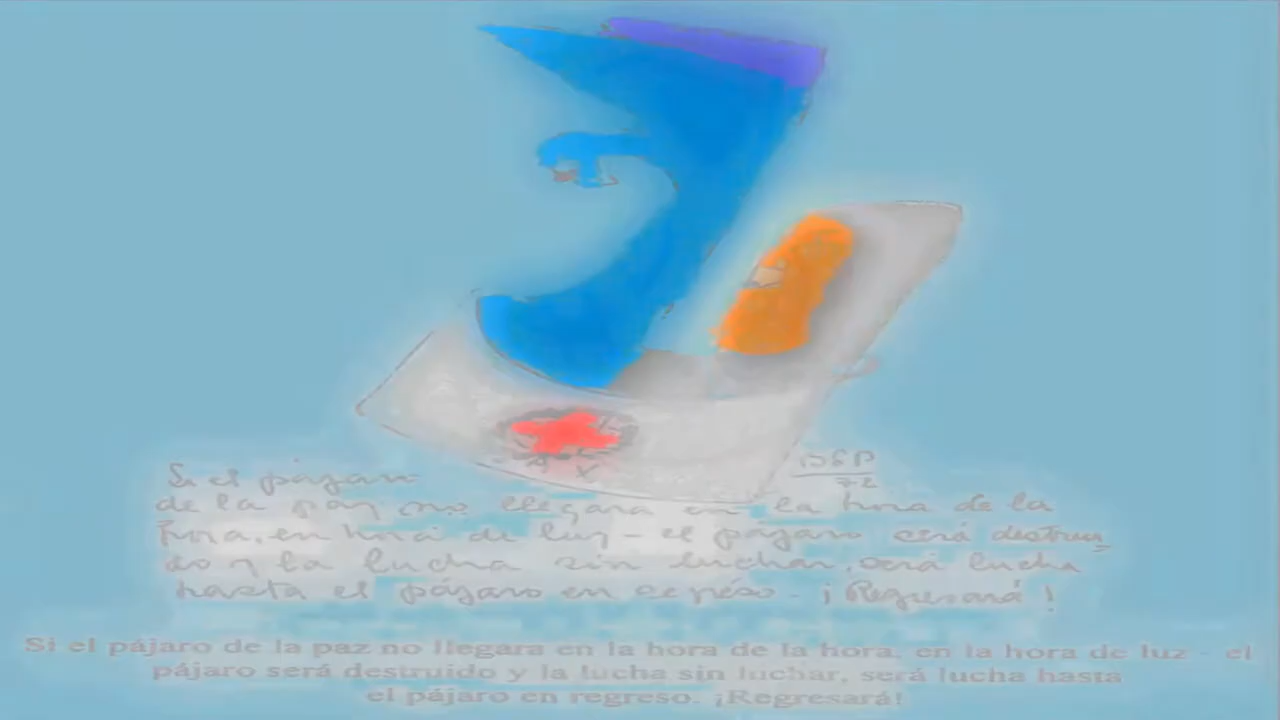 Si el pájaro
de la paz no llegara en la hora de la
hora, en hora de luz - el pájaro será destrui
do y la lucha sin luchar, será lucha
hasta el pájaro en regreso. ¡Regresará!
72
Si el pájaro de la paz no llegara en la hora de la hora, en la hora de luz - el
pájaro será destruido y la lucha sin luchar, será lucha hasta
el pájaro en regreso. ¡Regresará!